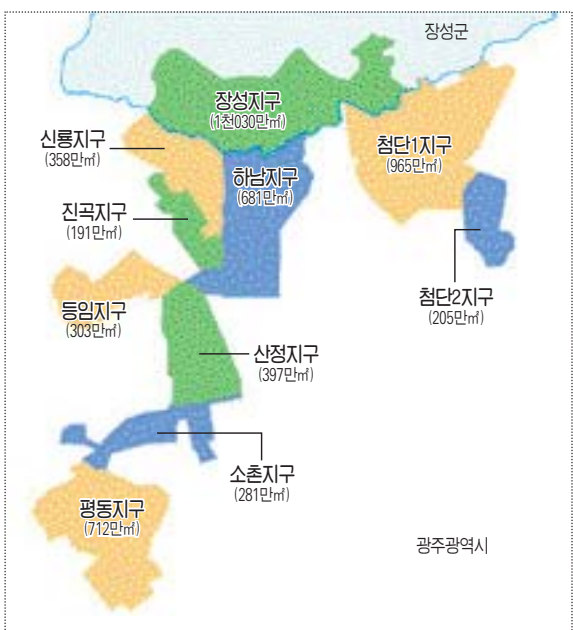 장성군
장성지구
(1천030만㎡)
신룡지구
(358만㎡)
첨단1지구
(965만㎡)
하남지구
(681만㎡)
진곡지구
(191만㎡)
첨단2지구
(205만㎡)
등임지구
(303만㎡)
산정지구
(397만㎡)
소촌지구
(281만㎡)
평동지구
(712만㎡)
광주광역시